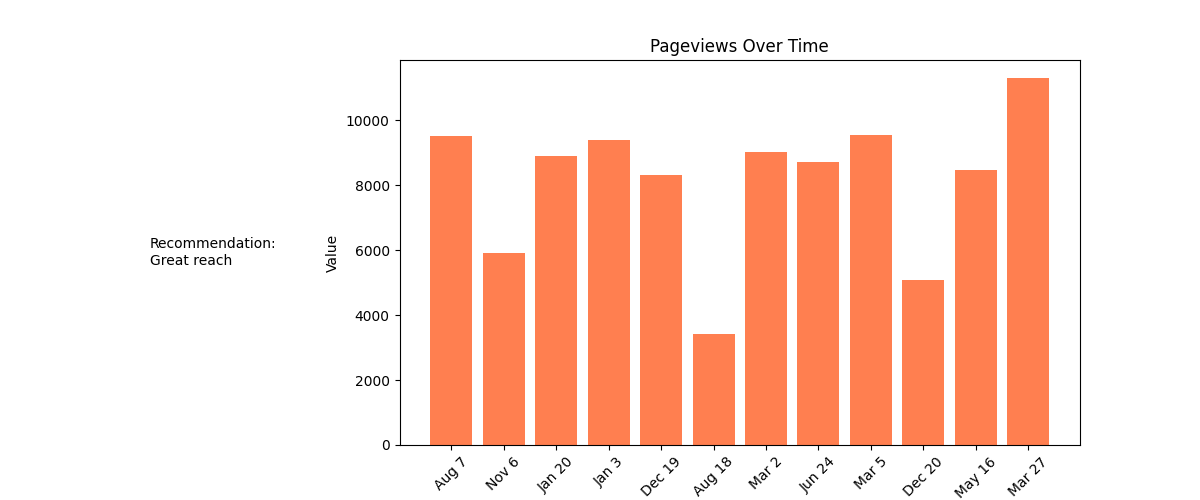 Pageviews Over Time
Recommendation:
Great reach
Value
10000
8000
6000
4000
2000
0
Aug 7
Nov 6
Jan 20
Jan 3
Dec 19
Aug 18
Mar 2
Jun 24
Mar 5
Dec 20
May 16
Mar 27